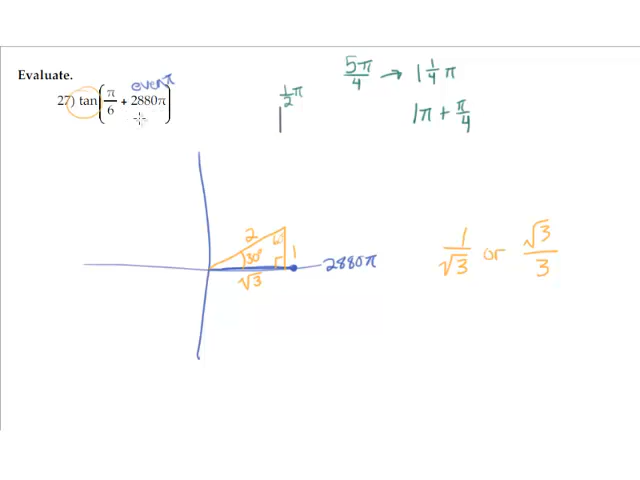 Evaluate.
even π
27) tan(π/6 + 2880π)
1/2 π
5π/4 → 1 1/4 π
1π + π/4
2
30°
1
√3
2880π
1/√3 or √3/3